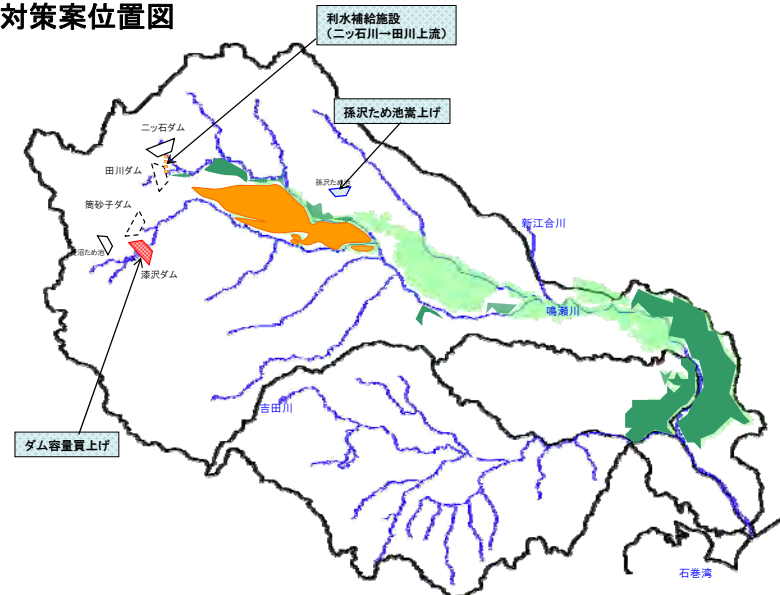 対策案位置図
利水補給施設
（二ッ石川→田川上流）
孫沢ため池嵩上げ
二ッ石ダム
田川ダム
孫沢ため池
筒砂子ダム
漆沢ダム
新江合川
鳴瀬川
吉田川
ダム容量買上げ
石巻湾